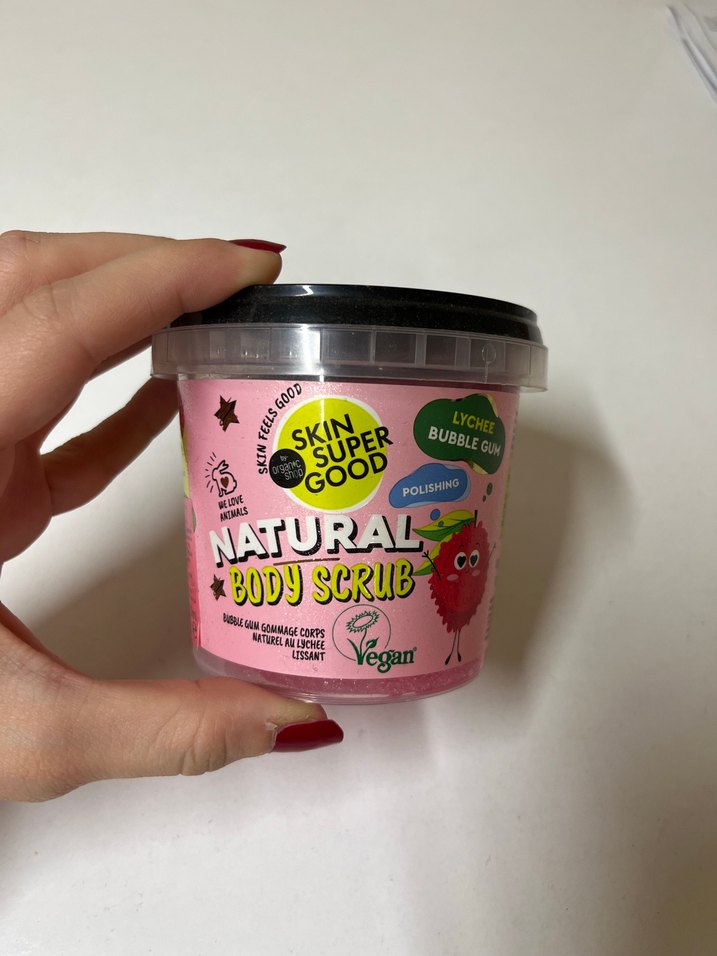 SKIN FEELS GOOD
SKIN
SUPER
GOOD
by
organic
shop
LYCHEE
BUBBLE GUM
POLISHING
WE LOVE
ANIMALS
NATURAL
BODY SCRUB
BUBBLE GUM GOMMAGE CORPS
NATUREL AU LYCHEE
LISSANT
Vegan